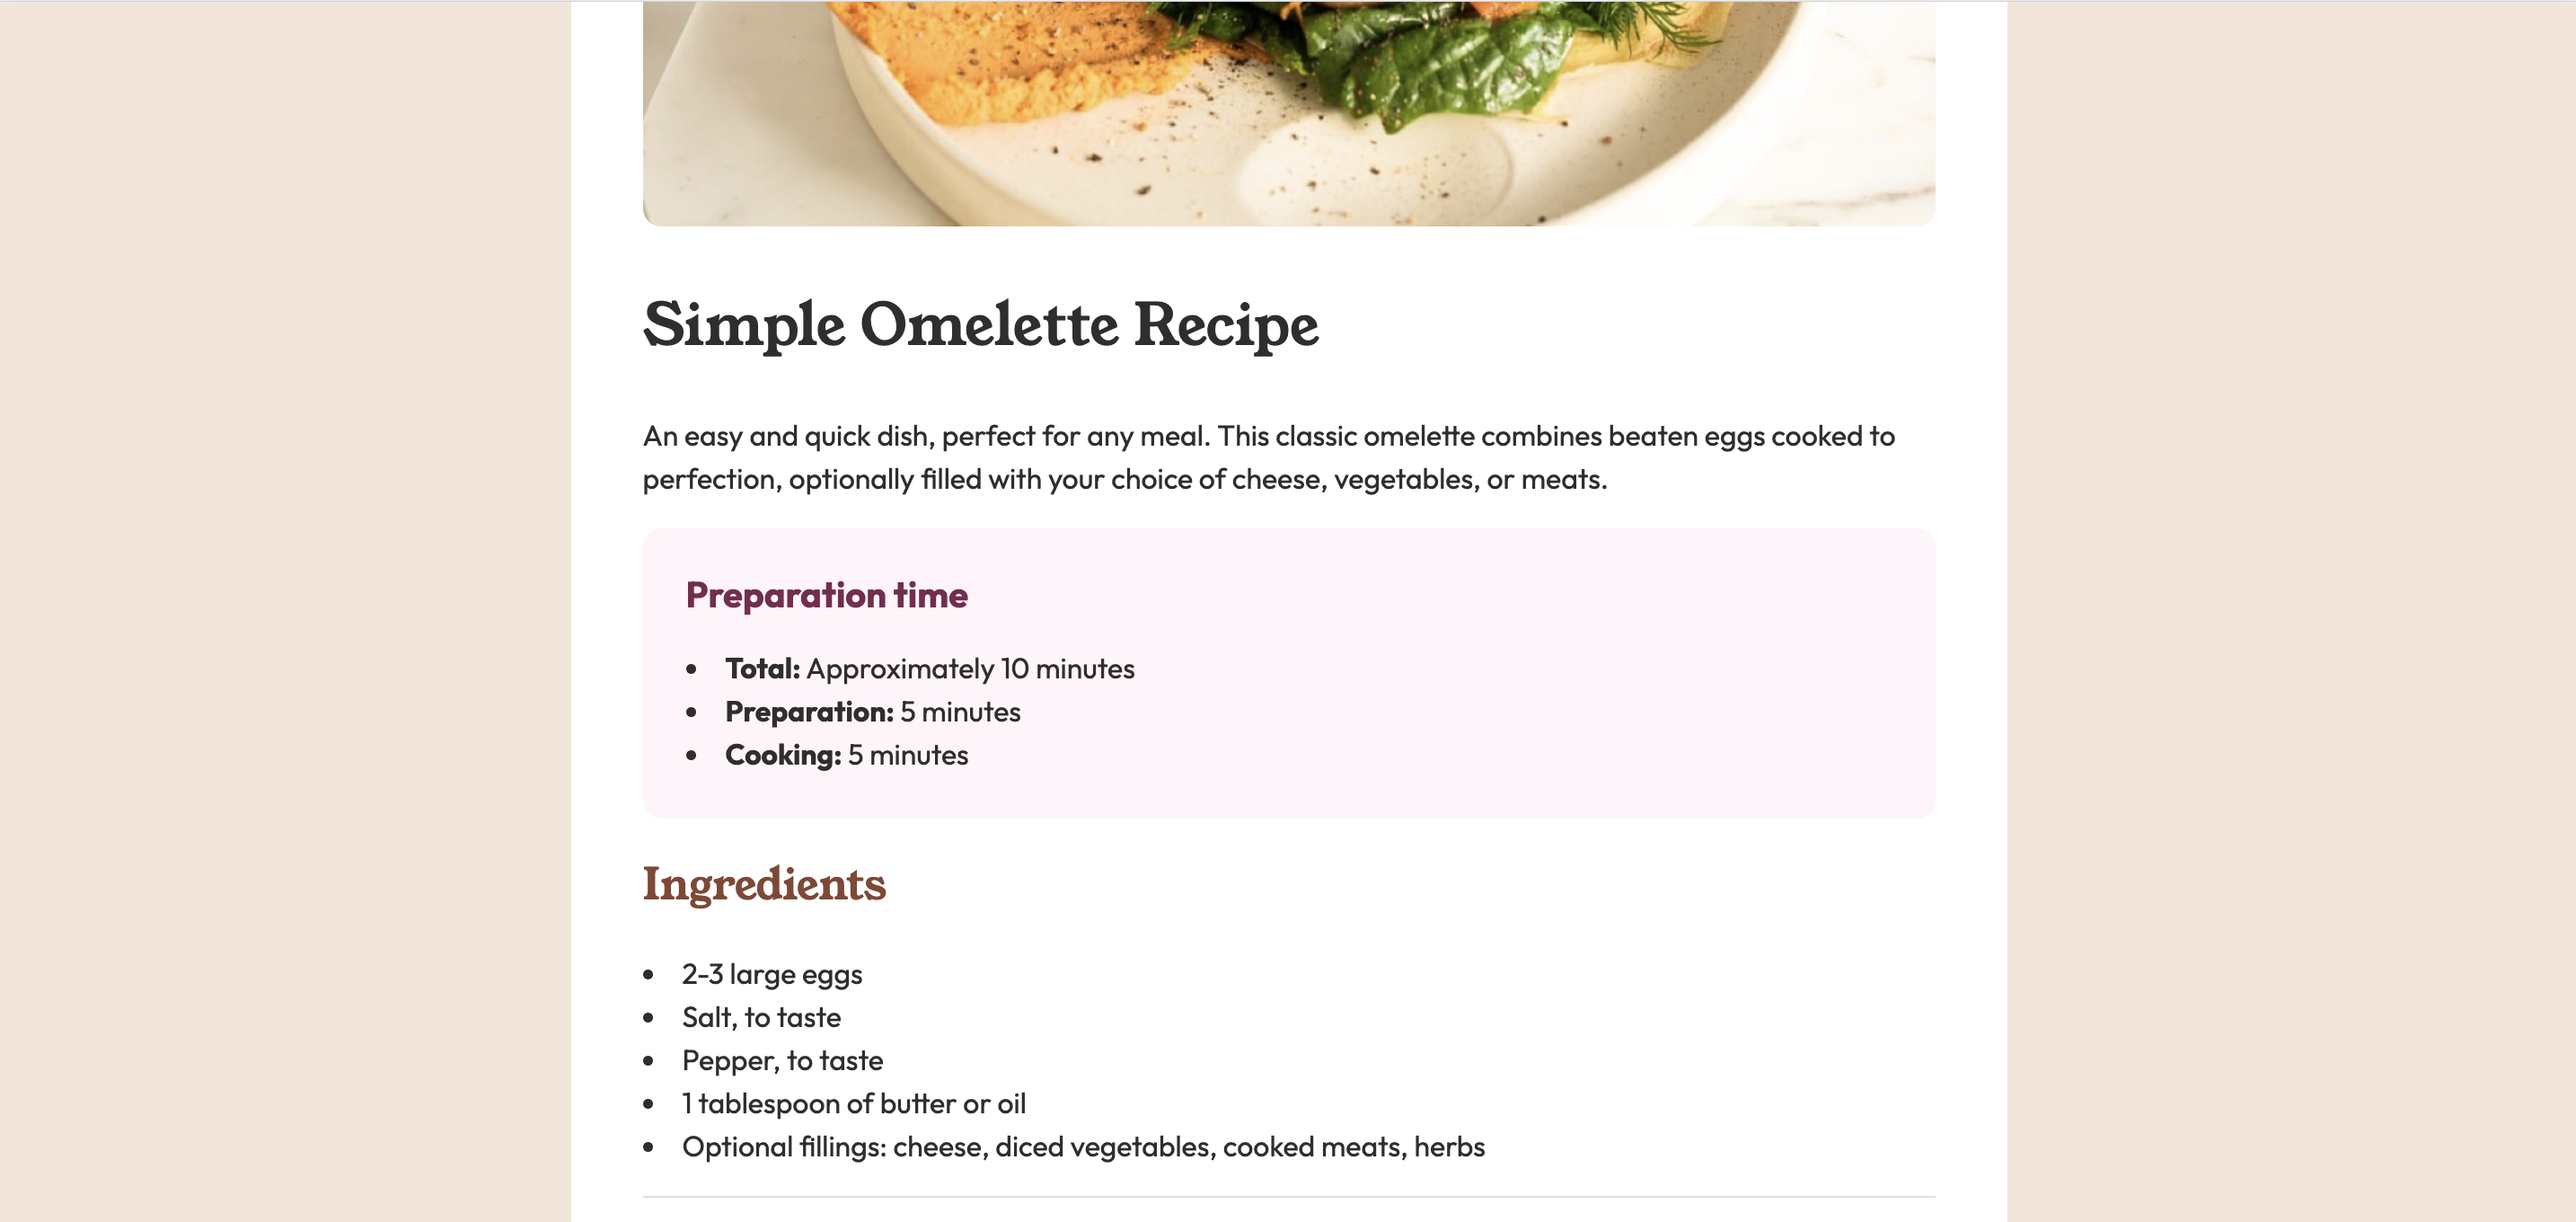 Simple Omelette Recipe
An easy and quick dish, perfect for any meal. This classic omelette combines beaten eggs cooked to
perfection, optionally filled with your choice of cheese, vegetables, or meats.
Preparation time
Total: Approximately 10 minutes
Preparation: 5 minutes
Cooking: 5 minutes
Ingredients
2-3 large eggs
Salt, to taste
Pepper, to taste
1 tablespoon of butter or oil
Optional fillings: cheese, diced vegetables, cooked meats, herbs